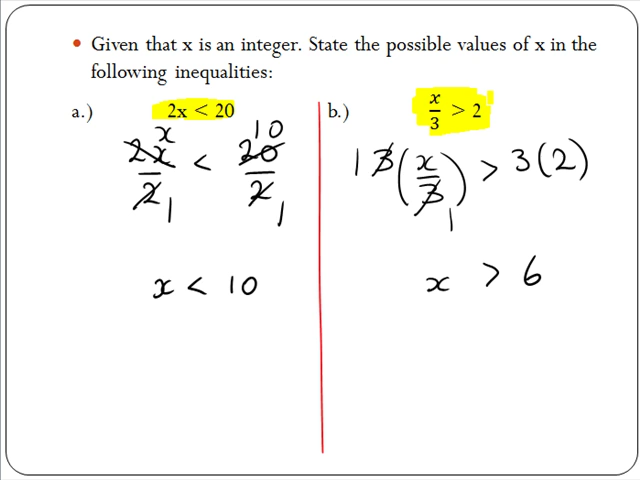 Given that x is an integer. State the possible values of x in the
following inequalities:
a.) 2x < 20
x 10
2x < 20
2 1 2 1
x < 10
b.) x/3 > 2
1 3(x/3) > 3(2)
1
x > 6